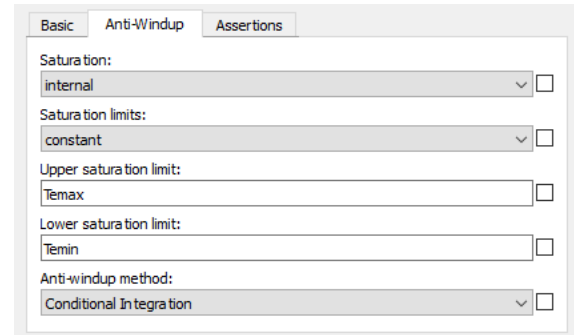 Basic Anti-Windup Assertions
Saturation:
internal
Saturation limits:
constant
Upper saturation limit:
Temax
Lower saturation limit:
Temin
Anti-windup method:
Conditional Integration